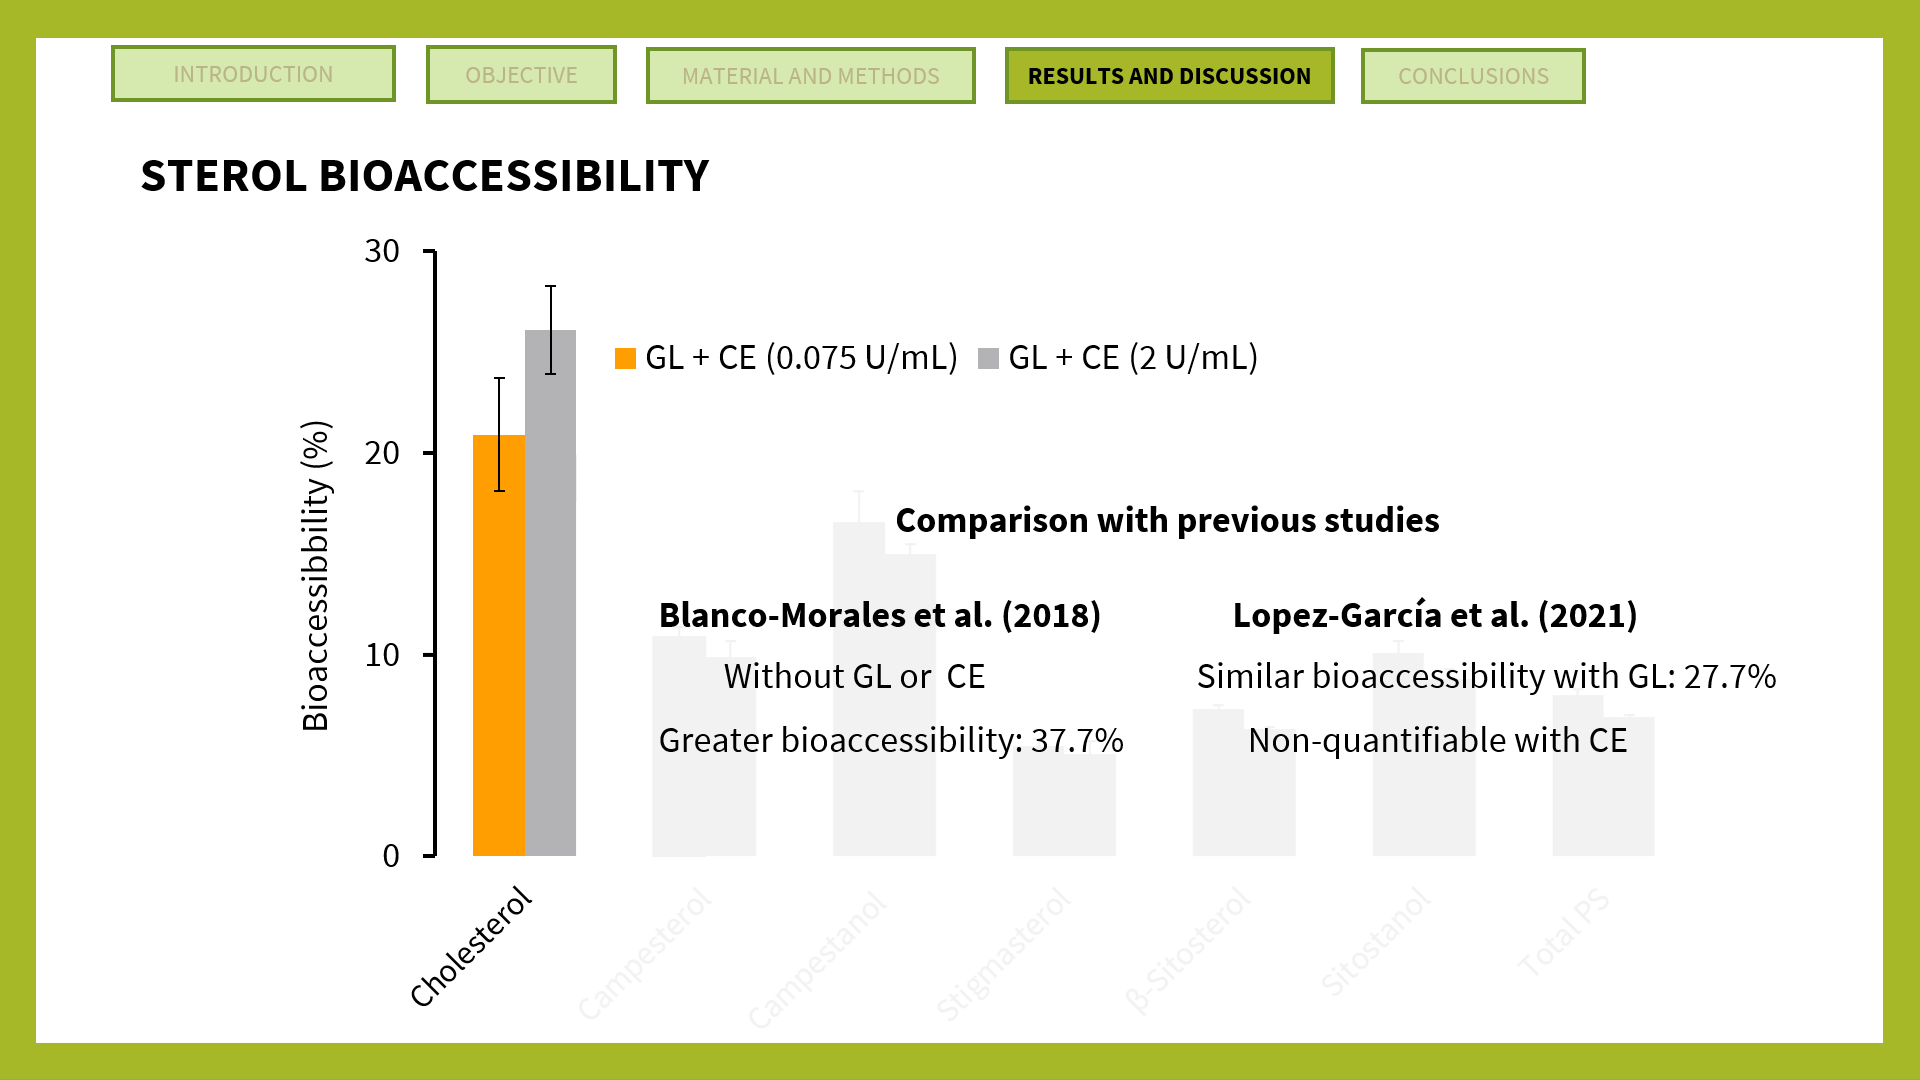 INTRODUCTION
OBJECTIVE
MATERIAL AND METHODS
RESULTS AND DISCUSSION
CONCLUSIONS
STEROL BIOACCESSIBILITY
30
20
10
0
Bioaccessibbility (%)
GL + CE (0.075 U/mL)
GL + CE (2 U/mL)
Comparison with previous studies
Blanco-Morales et al. (2018)
Without GL or  CE
Greater bioaccessibility: 37.7%
Lopez-García et al. (2021)
Similar bioaccessibility with GL: 27.7%
Non-quantifiable with CE
Cholesterol
Campesterol
Campestanol
Stigmasterol
β-Sitosterol
Sitostanol
Total PS